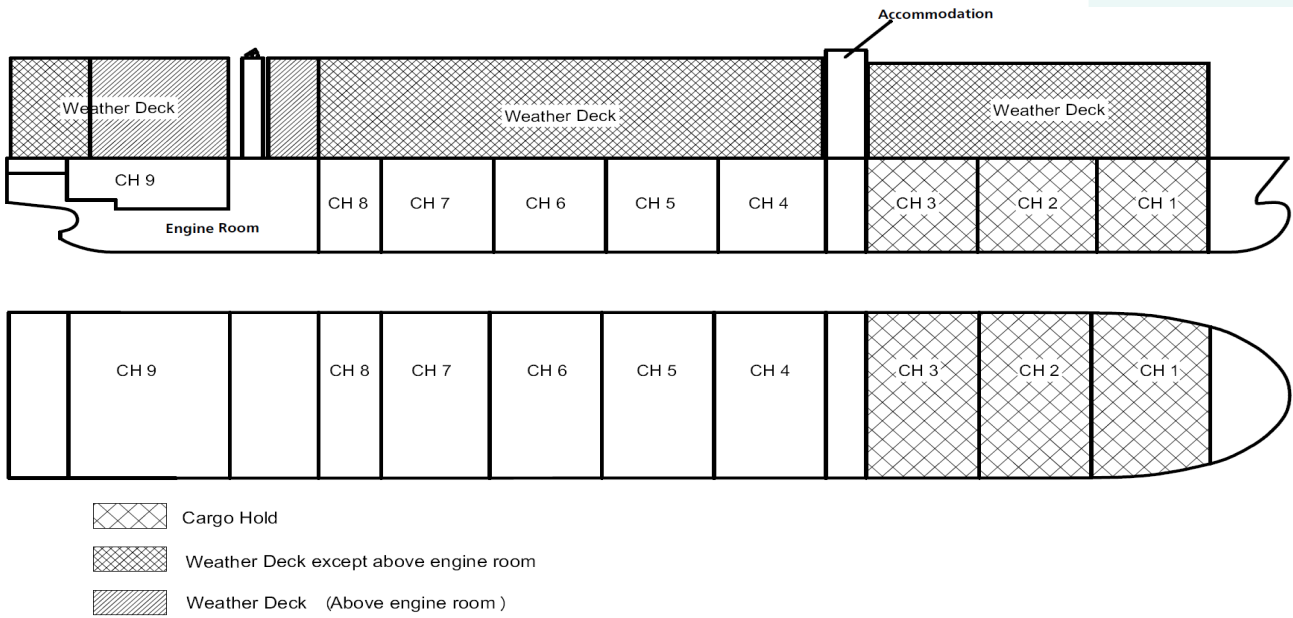 Accommodation
Weather Deck
Weather Deck
Weather Deck
CH 9
CH 8
CH 7
CH 6
CH 5
CH 4
CH 3
CH 2
CH 1
Engine Room
CH 9
CH 8
CH 7
CH 6
CH 5
CH 4
CH 3
CH 2
CH 1
Cargo Hold
Weather Deck except above engine room
Weather Deck (Above engine room )